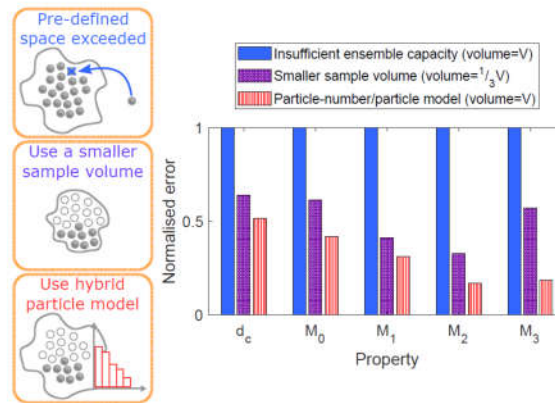 Pre-defined
space exceeded
Use a smaller
sample volume
Use hybrid
particle model
Insufficient ensemble capacity (volume=V)
Smaller sample volume (volume=¹/₃V)
Particle-number/particle model (volume=V)
Normalised error
1
0.5
0
d_c M₀ M₁ M₂ M₃
Property